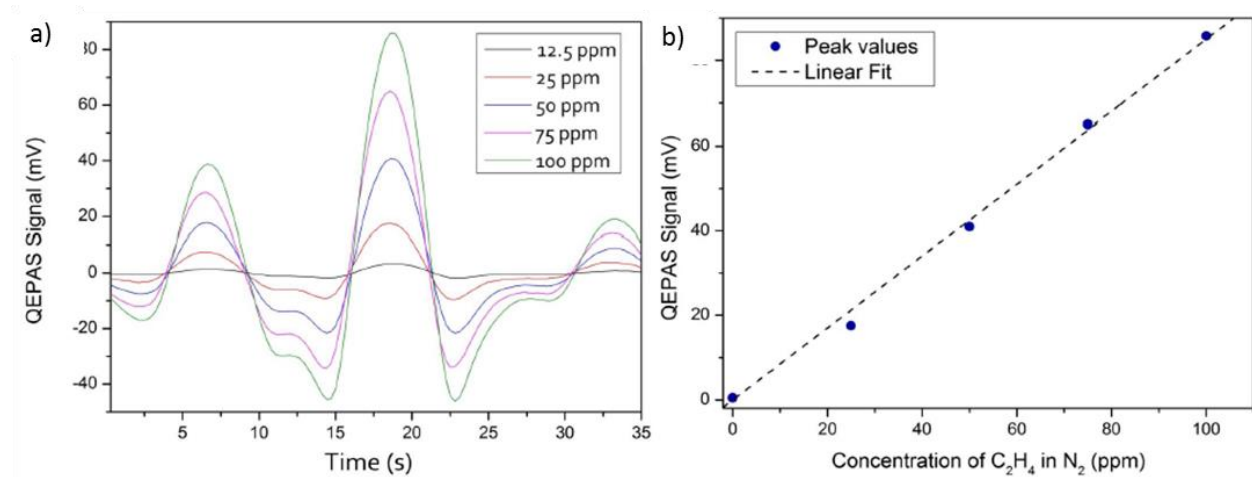 a)
QEPAS Signal (mV)
80
60
40
20
0
-20
-40
12.5 ppm
25 ppm
50 ppm
75 ppm
100 ppm
5
10
15
20
25
30
35
Time (s)
b)
QEPAS Signal (mV)
60
40
20
0
Peak values
Linear Fit
0
20
40
60
80
100
Concentration of C₂H₄ in N₂ (ppm)